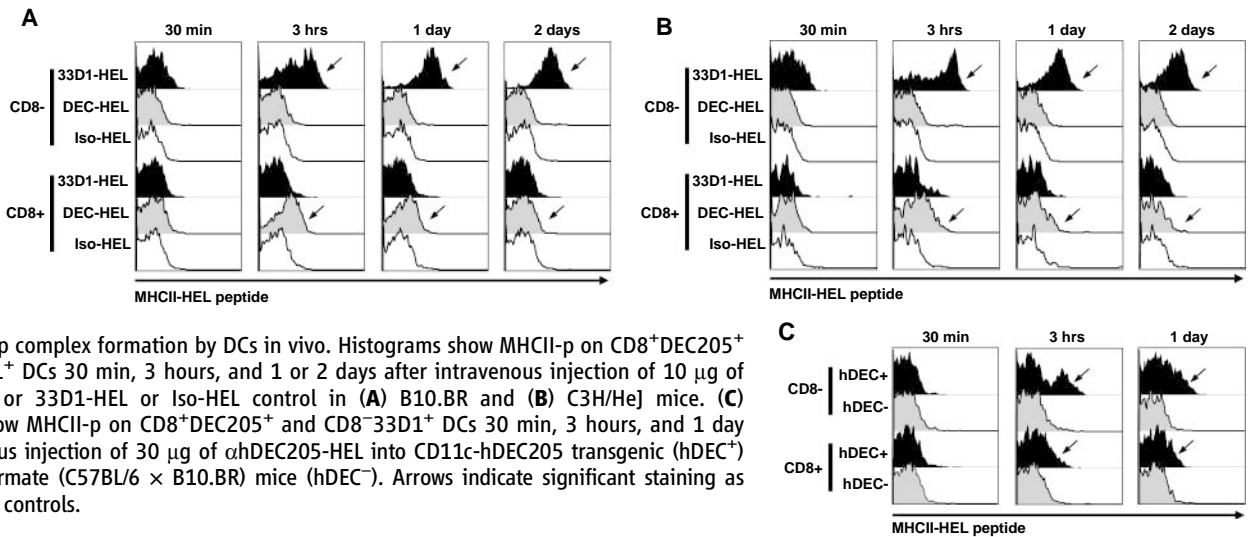 A
30 min 3 hrs 1 day 2 days
CD8-
33D1-HEL
DEC-HEL
Iso-HEL
CD8+
33D1-HEL
DEC-HEL
Iso-HEL
MHCII-HEL peptide
B
30 min 3 hrs 1 day 2 days
CD8-
33D1-HEL
DEC-HEL
Iso-HEL
CD8+
33D1-HEL
DEC-HEL
Iso-HEL
MHCII-HEL peptide
p complex formation by DCs in vivo. Histograms show MHCII-p on CD8⁺DEC205⁺
⁺ DCs 30 min, 3 hours, and 1 or 2 days after intravenous injection of 10 μg of
or 33D1-HEL or Iso-HEL control in (A) B10.BR and (B) C3H/HeJ mice. (C)
ow MHCII-p on CD8⁺DEC205⁺ and CD8⁻33D1⁺ DCs 30 min, 3 hours, and 1 day
us injection of 30 μg of αhDEC205-HEL into CD11c-hDEC205 transgenic (hDEC⁺)
ermate (C57BL/6 × B10.BR) mice (hDEC⁻). Arrows indicate significant staining as
controls.
C
30 min 3 hrs 1 day
CD8-
hDEC+
hDEC-
CD8+
hDEC+
hDEC-
MHCII-HEL peptide